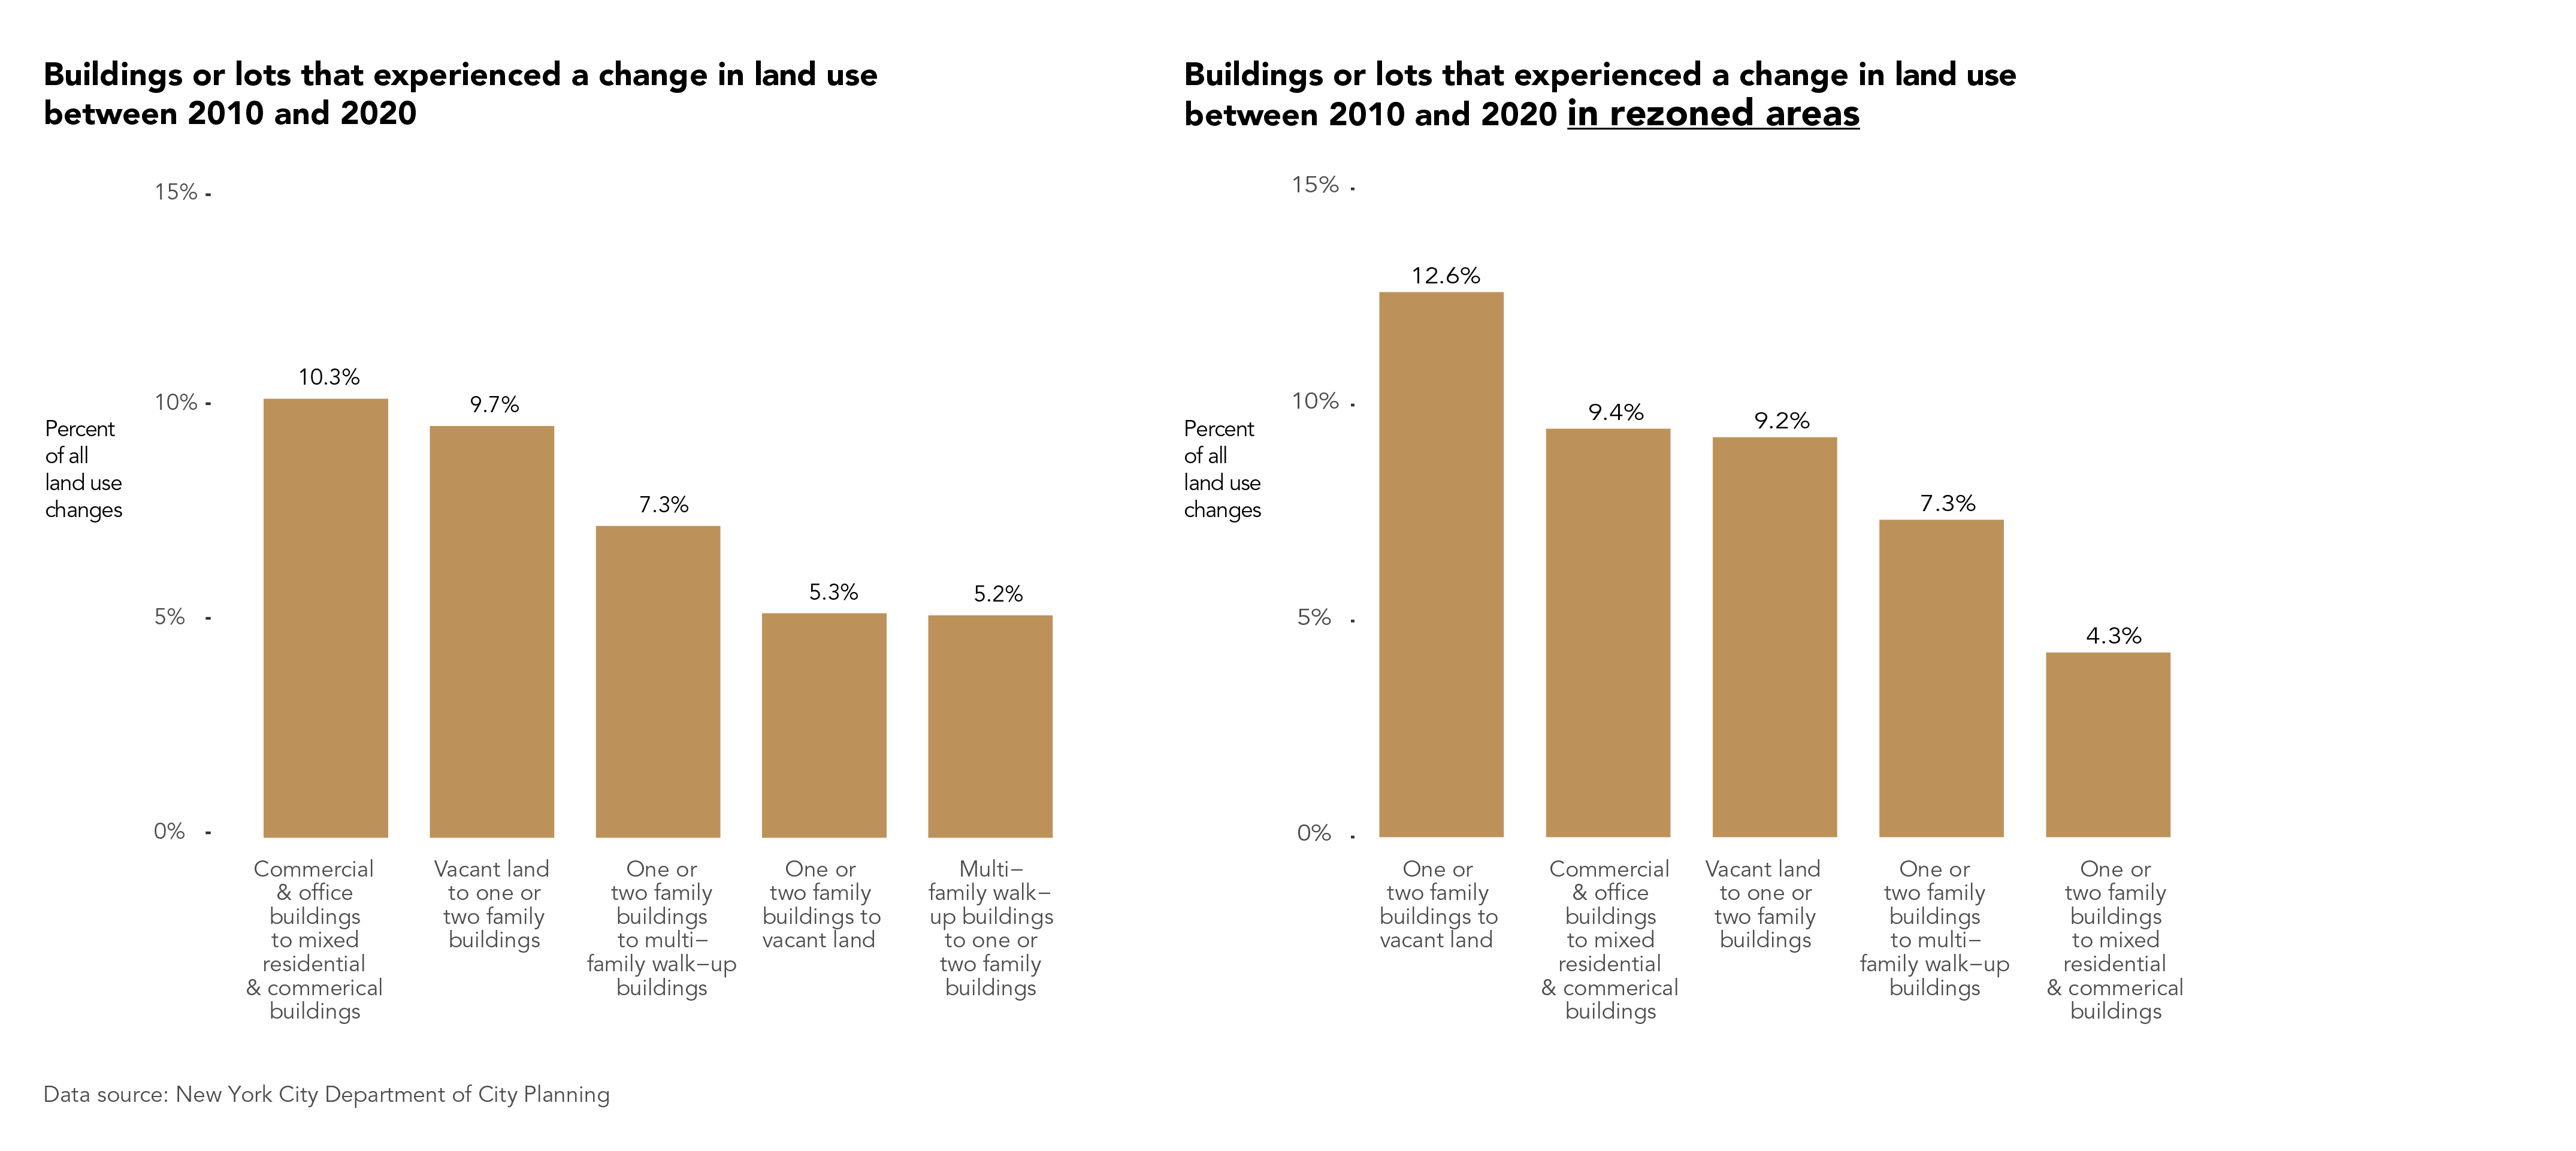 Buildings or lots that experienced a change in land use
between 2010 and 2020
15%
10%
5%
0%
Percent
of all
land use
changes
10.3%
9.7%
7.3%
5.3%
5.2%
Commercial
& office
buildings
to mixed
residential
& commerical
buildings
Vacant land
to one or
two family
buildings
One or
two family
buildings
to multi–
family walk–up
buildings
One or
two family
buildings to
vacant land
Multi–
family walk–
up buildings
to one or
two family
buildings
Buildings or lots that experienced a change in land use
between 2010 and 2020 in rezoned areas
15%
10%
5%
0%
Percent
of all
land use
changes
12.6%
9.4%
9.2%
7.3%
4.3%
One or
two family
buildings to
vacant land
Commercial
& office
buildings
to mixed
residential
& commerical
buildings
Vacant land
to one or
two family
buildings
One or
two family
buildings
to multi–
family walk–up
buildings
One or
two family
buildings
to mixed
residential
& commerical
buildings
Data source: New York City Department of City Planning